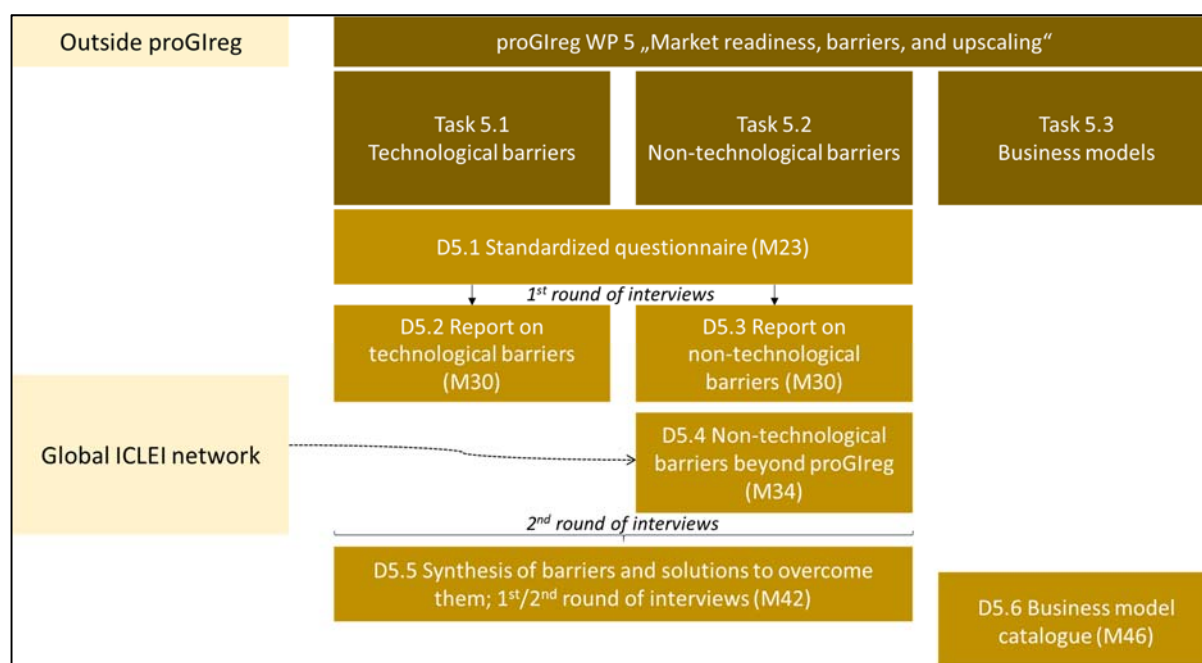 Outside proGIreg
proGIreg WP 5 „Market readiness, barriers, and upscaling“
Task 5.1
Technological barriers
Task 5.2
Non-technological barriers
Task 5.3
Business models
D5.1 Standardized questionnaire (M23)
1st round of interviews
D5.2 Report on
technological barriers
(M30)
D5.3 Report on
non-technological
barriers (M30)
Global ICLEI network
D5.4 Non-technological
barriers beyond proGIreg
(M34)
2nd round of interviews
D5.5 Synthesis of barriers and solutions to overcome
them; 1st/2nd round of interviews (M42)
D5.6 Business model
catalogue (M46)